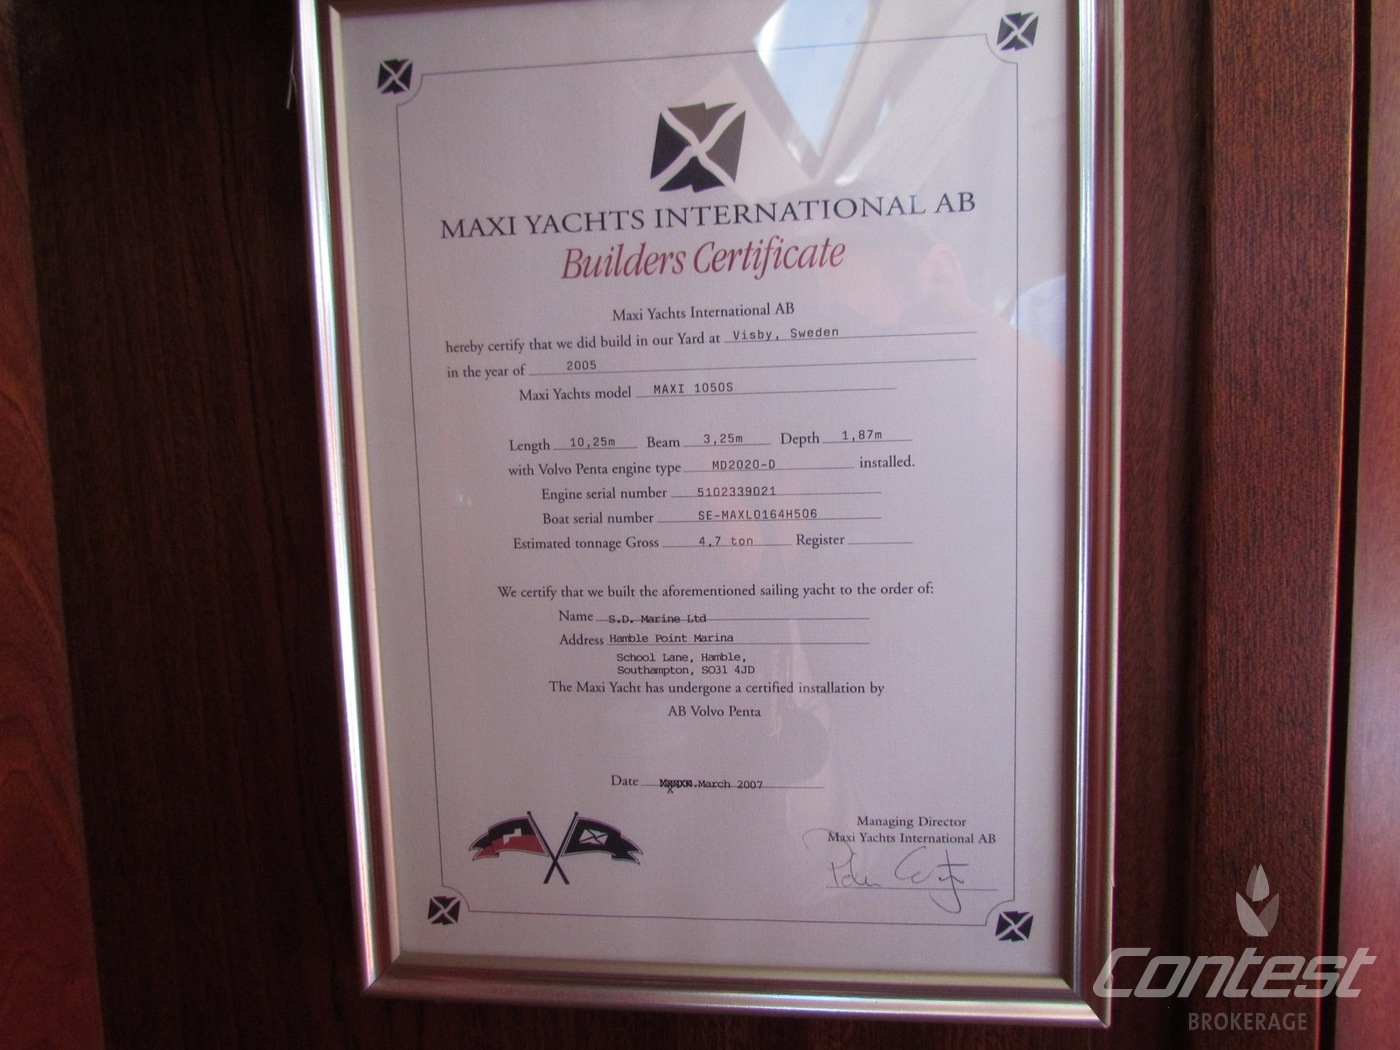 MAXI YACHTS INTERNATIONAL AB
Builders Certificate
Maxi Yachts International AB
hereby certify that we did build in our Yard at Visby, Sweden
in the year of 2005
Maxi Yachts model MAXI 1050S
Length 10,25m Beam 3,25m Depth 1,87m
with Volvo Penta engine type MD2020-D installed.
Engine serial number 5102339021
Boat serial number SE-MAXL0164H506
Estimated tonnage Gross 4,7 ton Register
We certify that we built the aforementioned sailing yacht to the order of:
Name S.D. Marine Ltd
Address Hamble Point Marina
School Lane, Hamble,
Southampton, SO31 4JD
The Maxi Yacht has undergone a certified installation by
AB Volvo Penta
Date March 2007
Managing Director
Maxi Yachts International AB
Contest
BROKERAGE